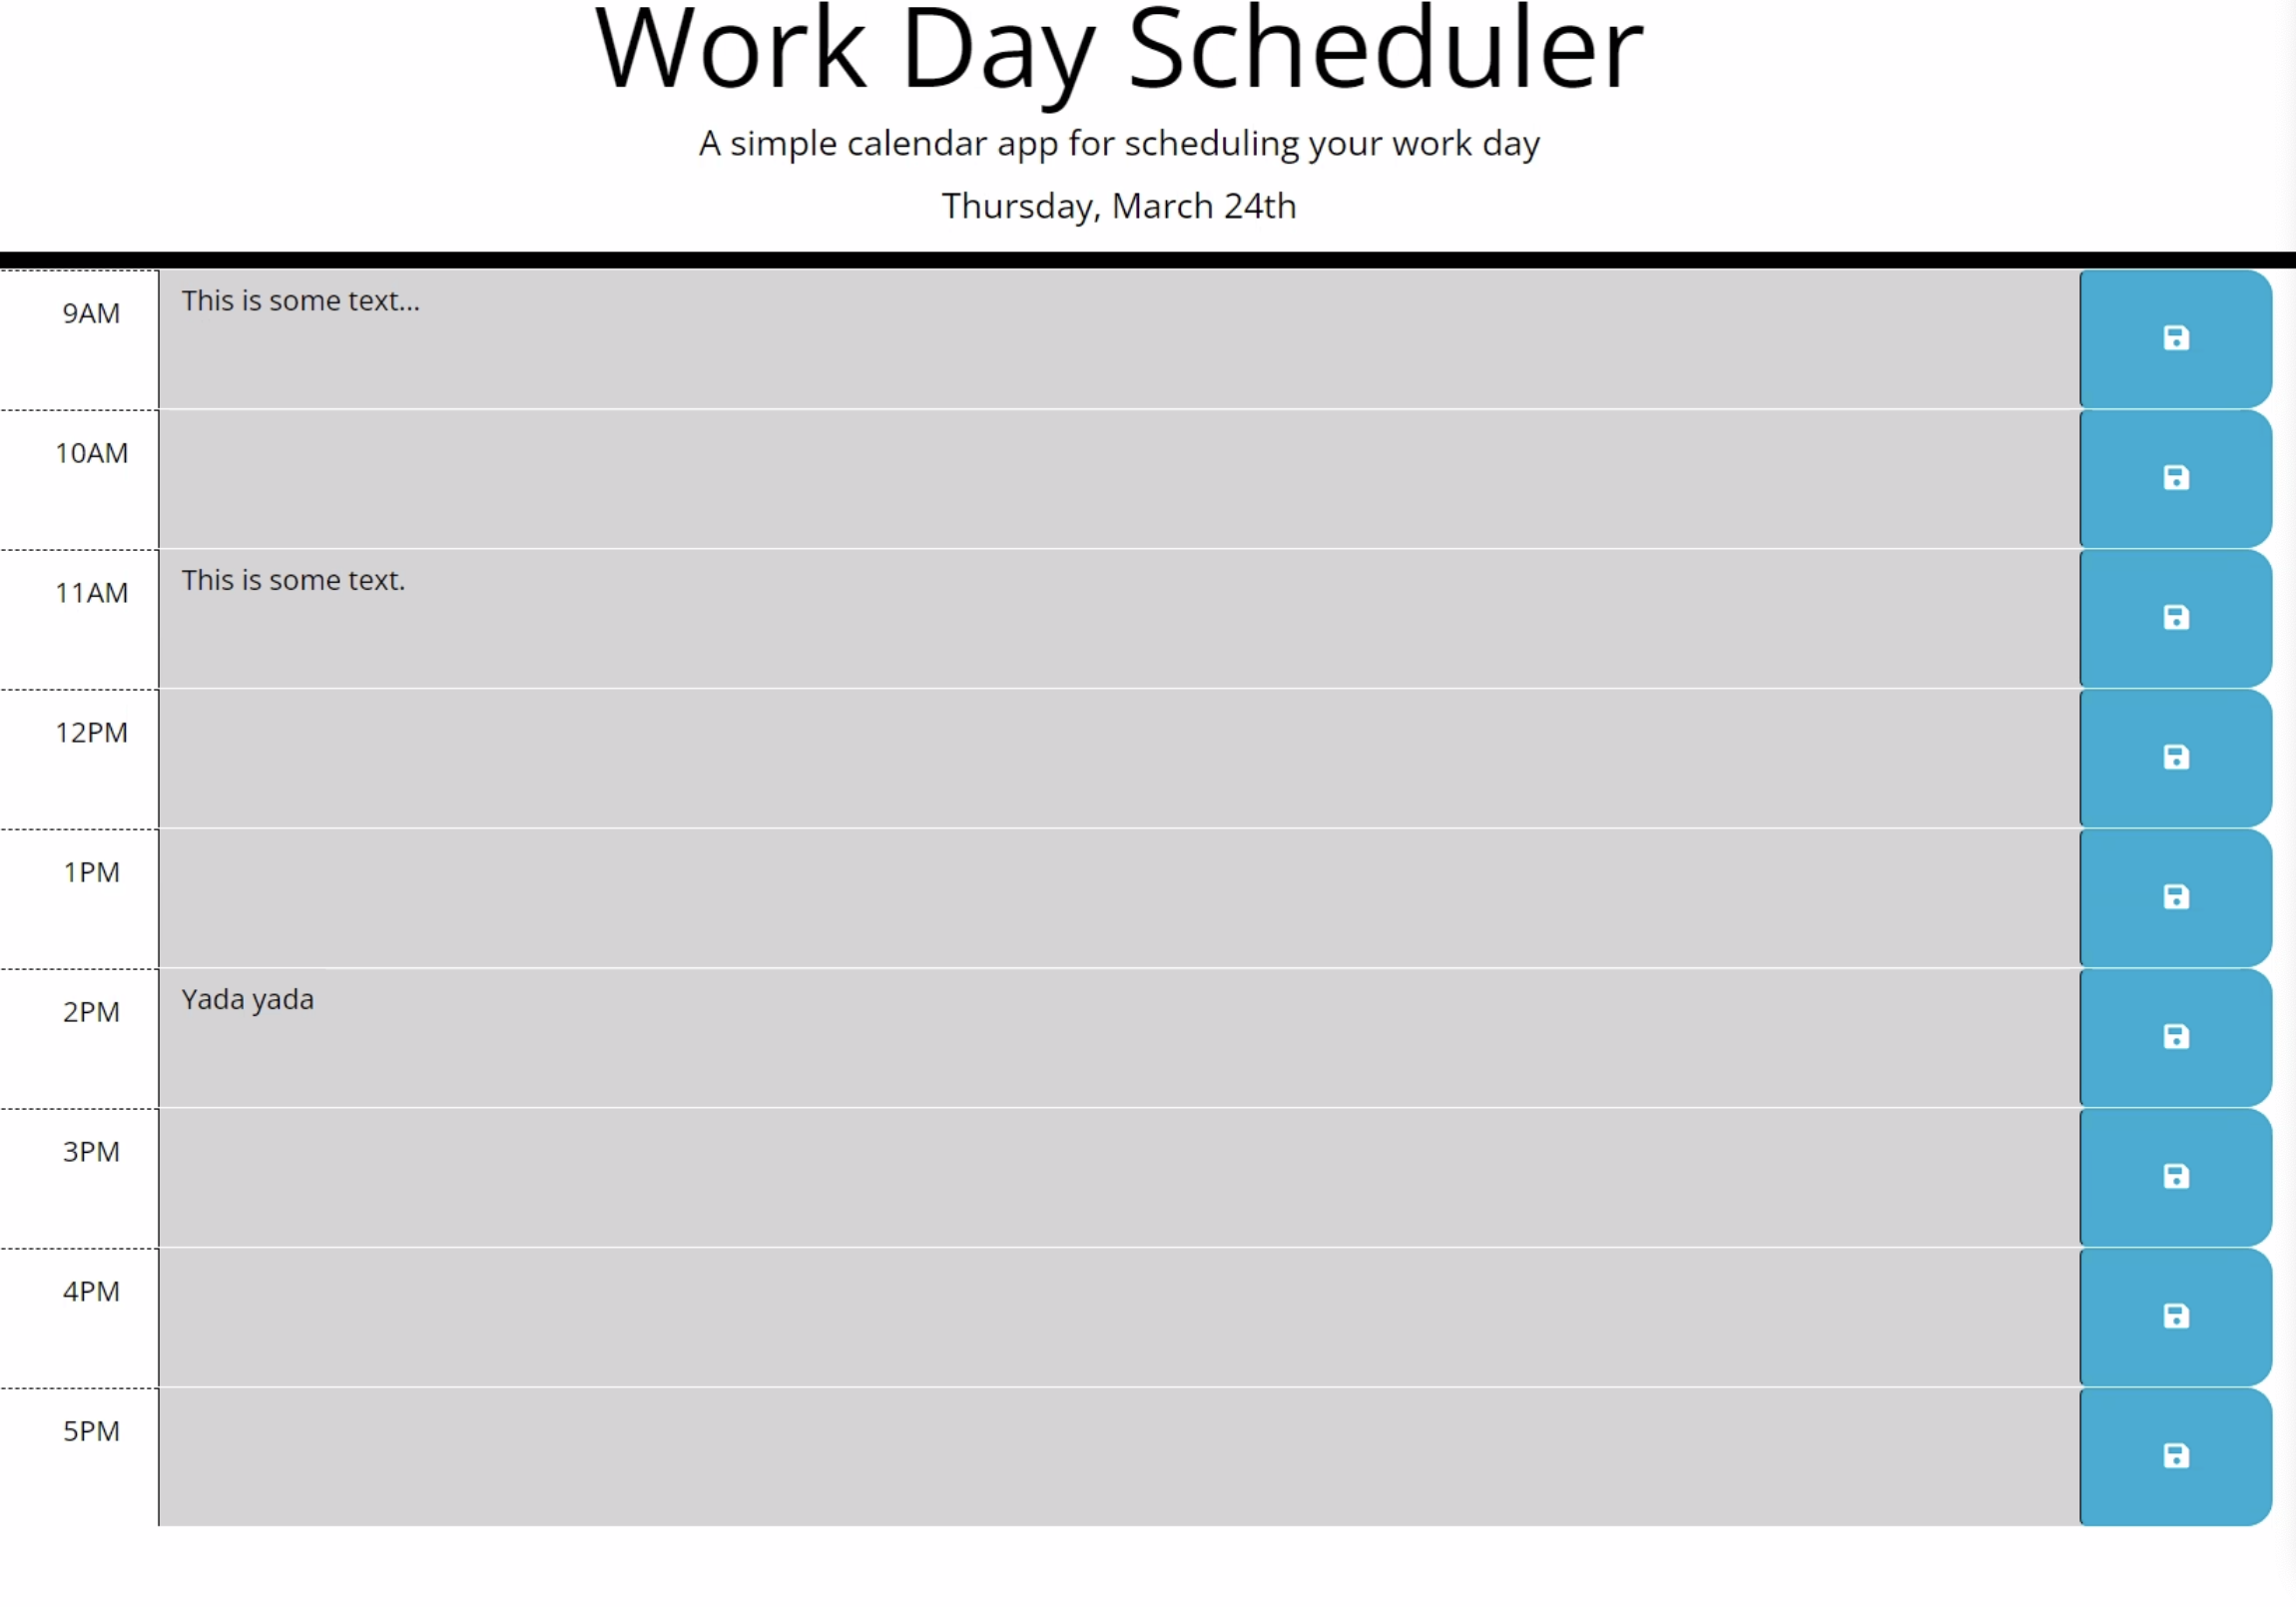 Work Day Scheduler
A simple calendar app for scheduling your work day
Thursday, March 24th
9AM
This is some text...
10AM
11AM
This is some text.
12PM
1PM
2PM
Yada yada
3PM
4PM
5PM